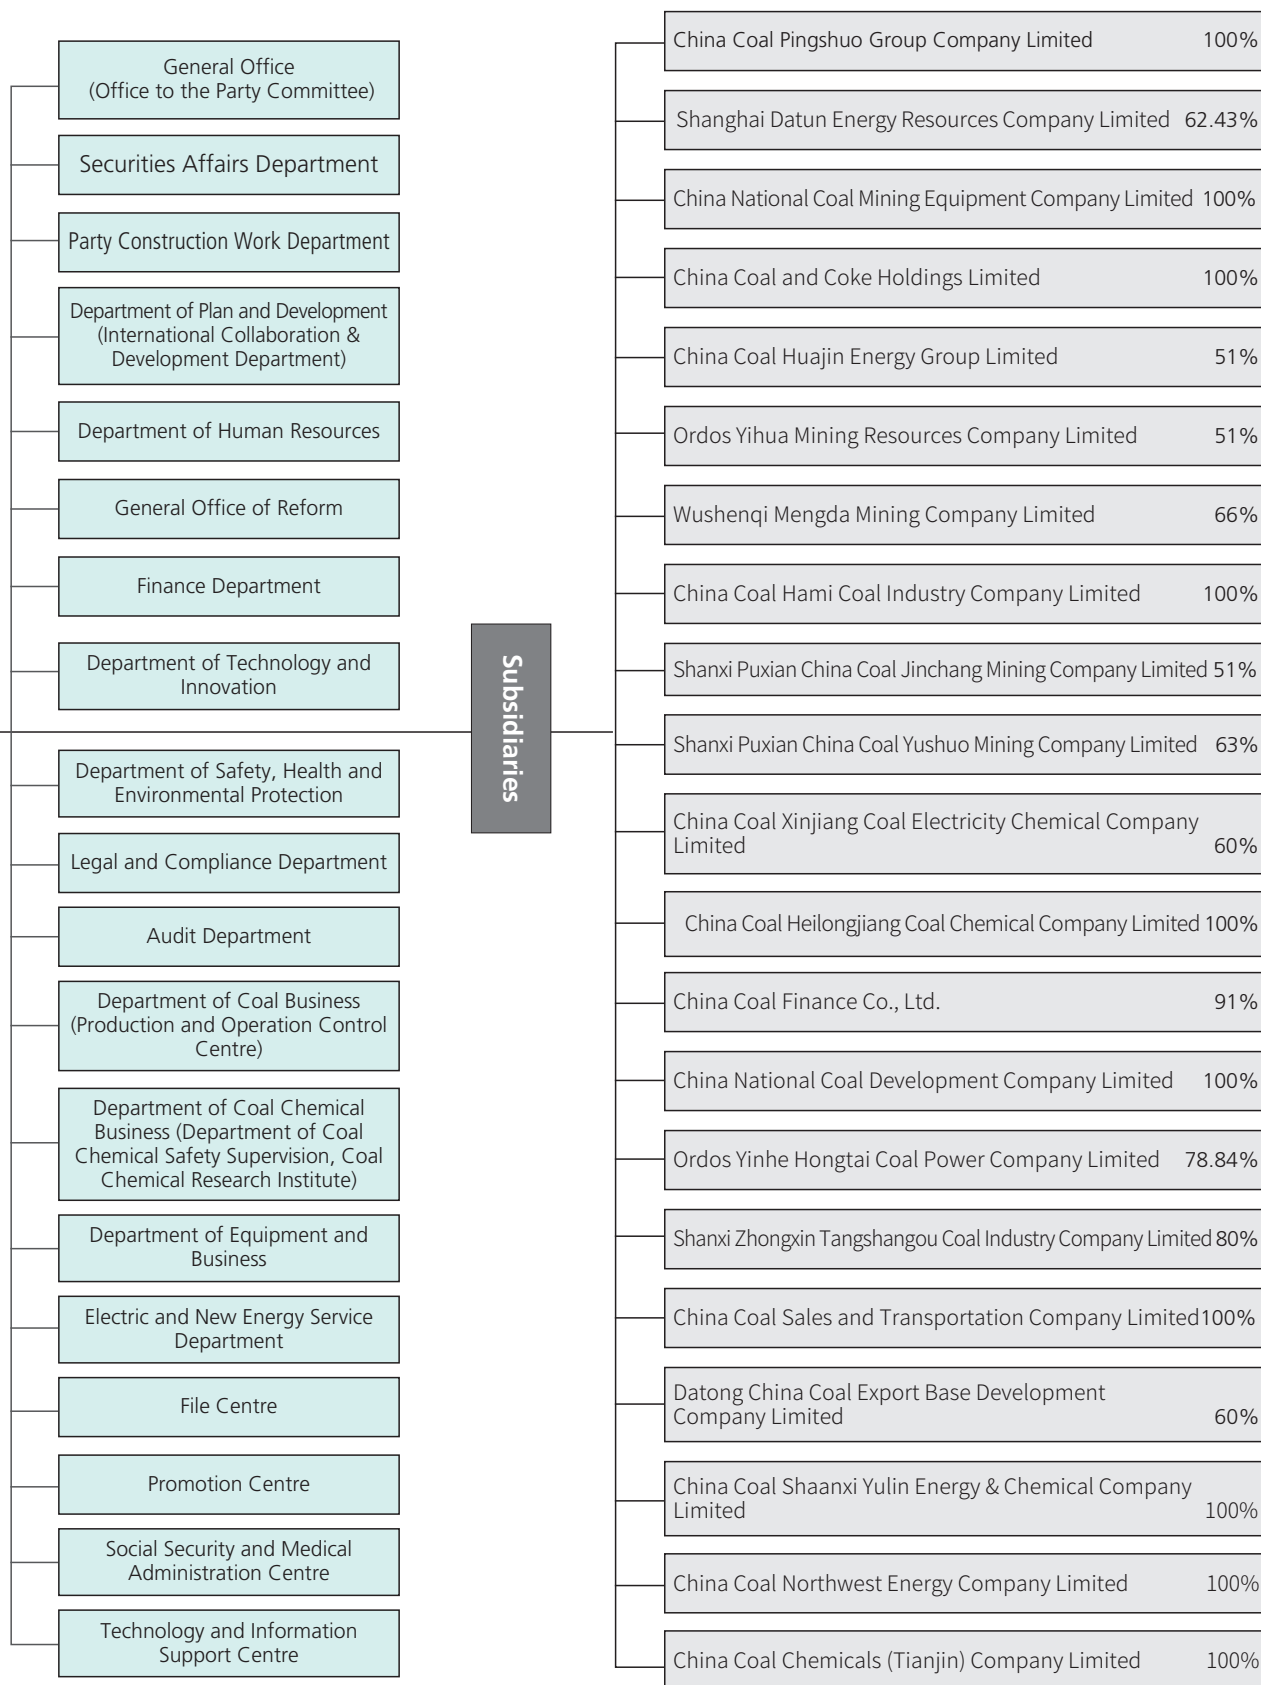 General Office
(Office to the Party Committee)
Securities Affairs Department
Party Construction Work Department
Department of Plan and Development
(International Collaboration &
Development Department)
Department of Human Resources
General Office of Reform
Finance Department
Department of Technology and
Innovation
Department of Safety, Health and
Environmental Protection
Legal and Compliance Department
Audit Department
Department of Coal Business
(Production and Operation Control
Centre)
Department of Coal Chemical
Business (Department of Coal
Chemical Safety Supervision, Coal
Chemical Research Institute)
Department of Equipment and
Business
Electric and New Energy Service
Department
File Centre
Promotion Centre
Social Security and Medical
Administration Centre
Technology and Information
Support Centre
Subsidiaries
China Coal Pingshuo Group Company Limited 100%
Shanghai Datun Energy Resources Company Limited 62.43%
China National Coal Mining Equipment Company Limited 100%
China Coal and Coke Holdings Limited 100%
China Coal Huajin Energy Group Limited 51%
Ordos Yihua Mining Resources Company Limited 51%
Wushenqi Mengda Mining Company Limited 66%
China Coal Hami Coal Industry Company Limited 100%
Shanxi Puxian China Coal Jinchang Mining Company Limited 51%
Shanxi Puxian China Coal Yushuo Mining Company Limited 63%
China Coal Xinjiang Coal Electricity Chemical Company
Limited 60%
China Coal Heilongjiang Coal Chemical Company Limited 100%
China Coal Finance Co., Ltd. 91%
China National Coal Development Company Limited 100%
Ordos Yinhe Hongtai Coal Power Company Limited 78.84%
Shanxi Zhongxin Tangshangou Coal Industry Company Limited 80%
China Coal Sales and Transportation Company Limited 100%
Datong China Coal Export Base Development
Company Limited 60%
China Coal Shaanxi Yulin Energy & Chemical Company
Limited 100%
China Coal Northwest Energy Company Limited 100%
China Coal Chemicals (Tianjin) Company Limited 100%